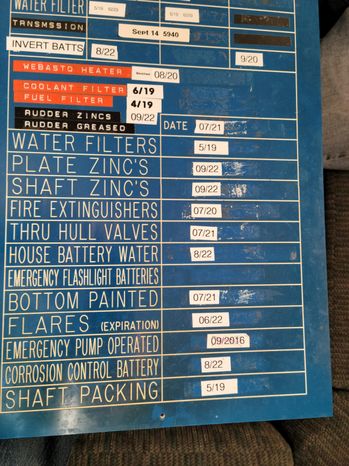 WATER FILTER
TRNSMSSION Sept 14 5940
INVERT BATTS 8/22 9/20
WEBASTO HEATER 08/20
COOLANT FILTER 6/19
FUEL FILTER 4/19
RUDDER ZINCS 09/22
RUDDER GREASED DATE 07/21
WATER FILTERS 5/19
PLATE ZINC'S 09/22
SHAFT ZINC'S 09/22
FIRE EXTINGUISHERS 07/20
THRU HULL VALVES 07/21
HOUSE BATTERY WATER 8/22
EMERGENCY FLASHLIGHT BATTERIES
BOTTOM PAINTED 07/21
FLARES (EXPIRATION) 06/22
EMERGENCY PUMP OPERATED 09/2016
CORROSION CONTROL BATTERY 8/22
SHAFT PACKING 5/19